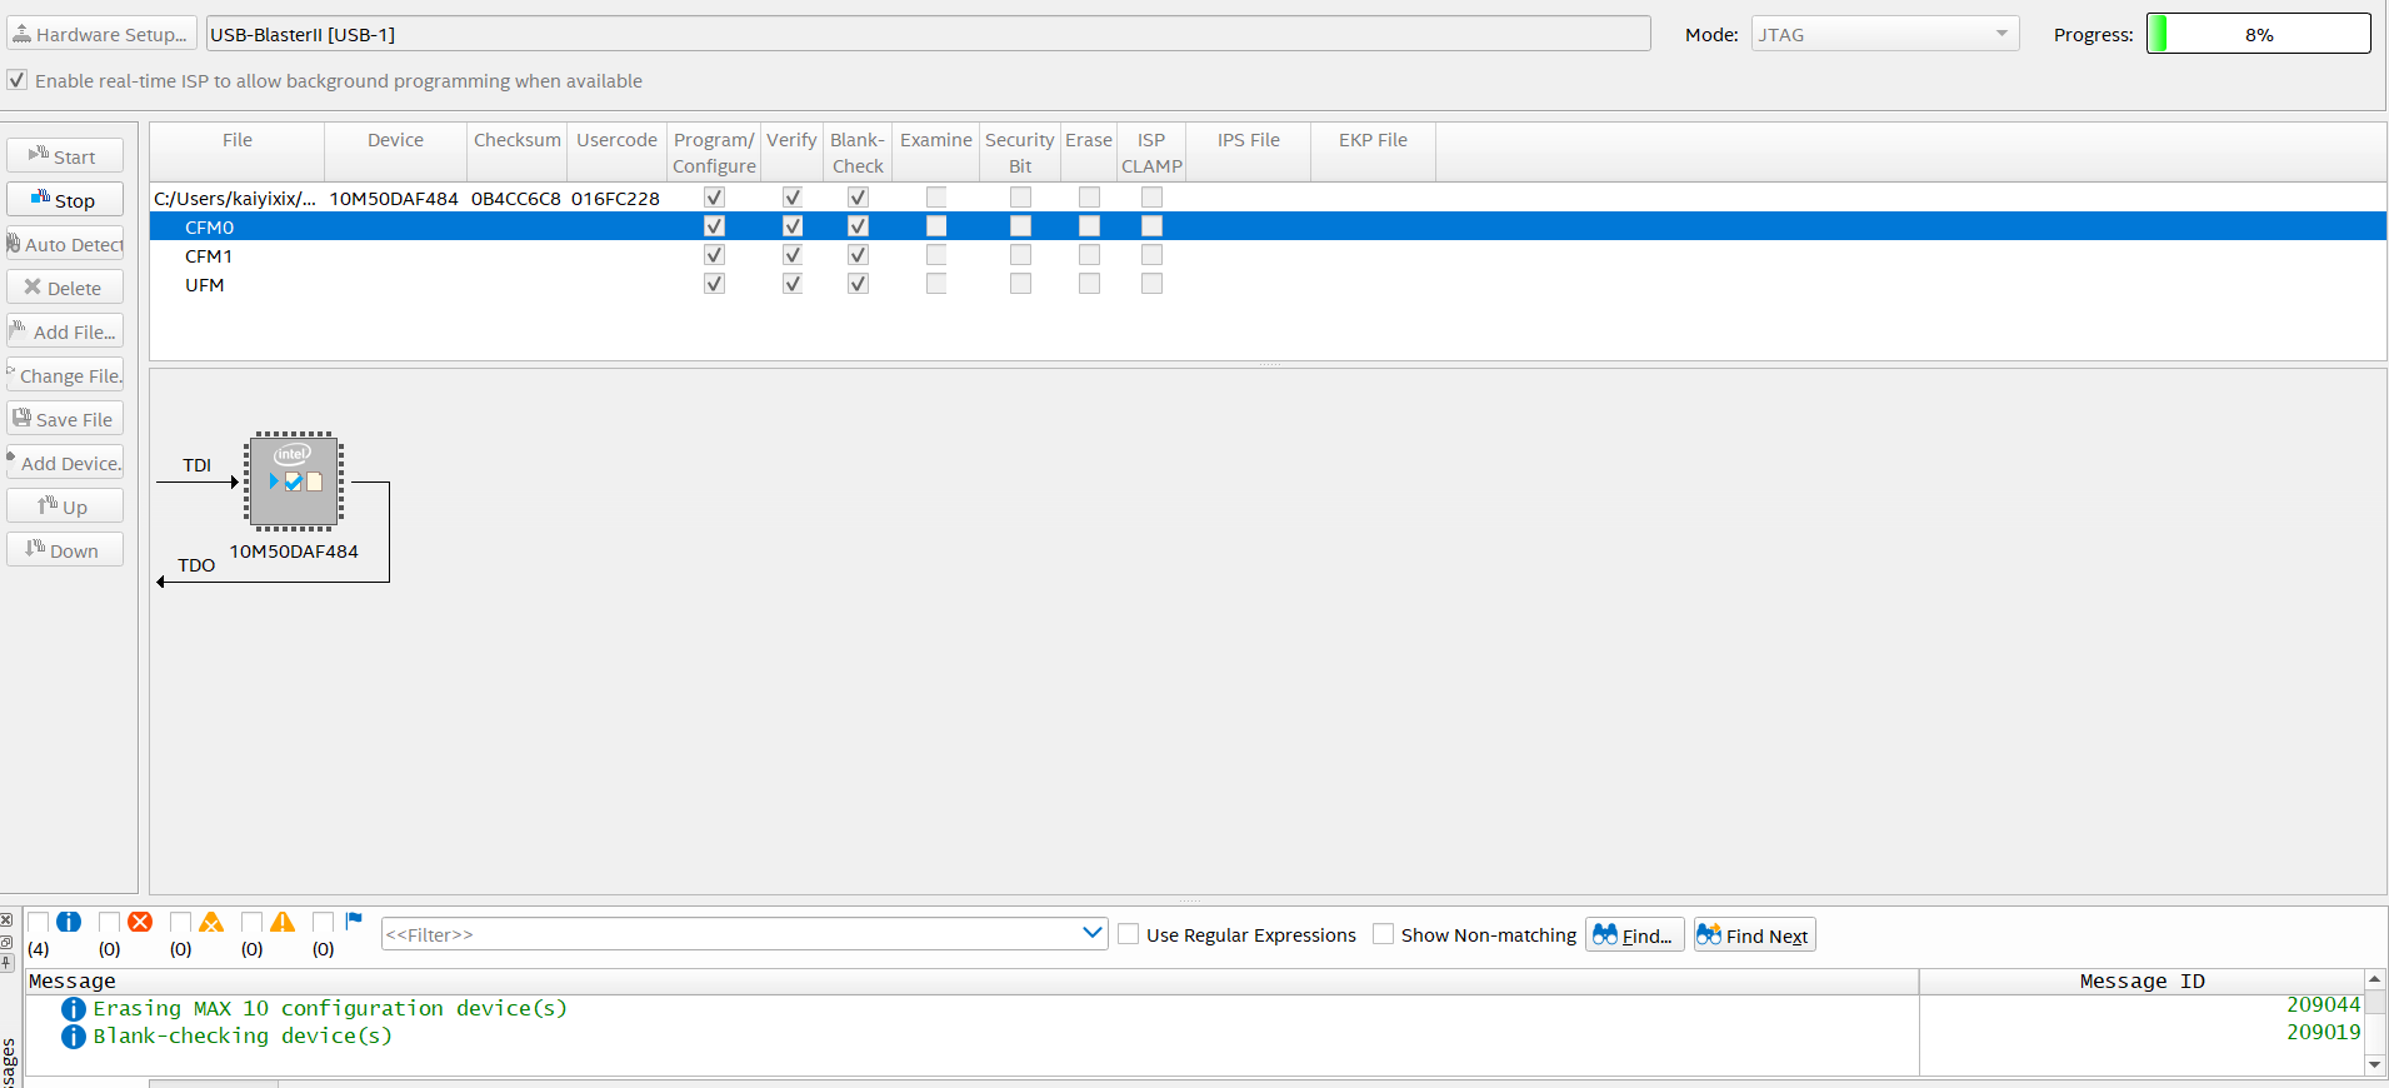 Hardware Setup... USB-BlasterII [USB-1] Mode: JTAG Progress: 8%
Enable real-time ISP to allow background programming when available
File Device Checksum Usercode Program/ Configure Verify Blank- Check Examine Security Bit Erase ISP CLAMP IPS File EKP File
C:/Users/kaiyixix/... 10M50DAF484 0B4CC6C8 016FC228
CFM0
CFM1
UFM
Start
Stop
Auto Detect
Delete
Add File...
Change File.
Save File
Add Device.
Up
Down
intel
TDI
10M50DAF484
TDO
(4) (0) (0) (0) (0) <<Filter>> Use Regular Expressions Show Non-matching Find... Find Next
Message Message ID
Erasing MAX 10 configuration device(s) 209044
Blank-checking device(s) 209019
ssages